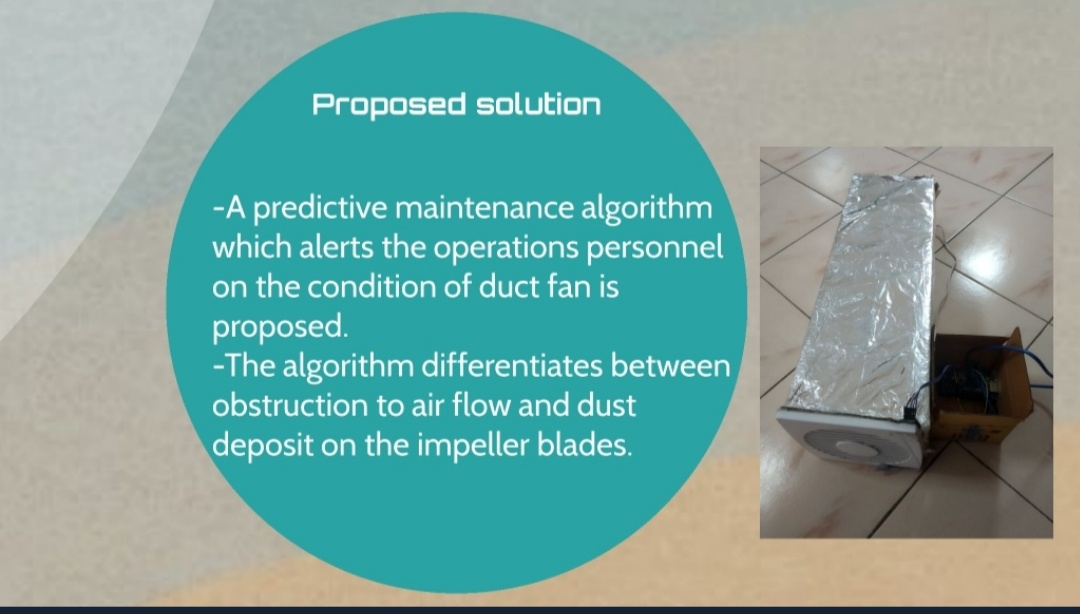 Proposed solution
-A predictive maintenance algorithm
which alerts the operations personnel
on the condition of duct fan is
proposed.
-The algorithm differentiates between
obstruction to air flow and dust
deposit on the impeller blades.